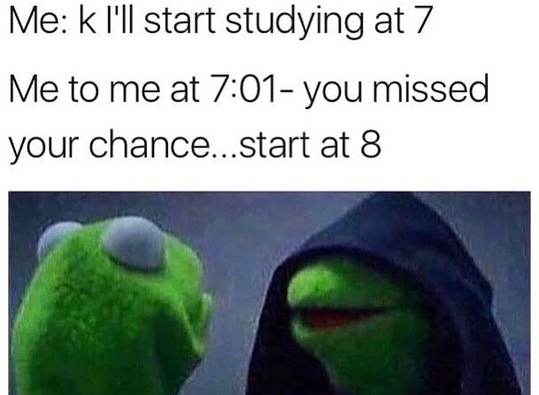 Me: k I'll start studying at 7
Me to me at 7:01- you missed
your chance...start at 8